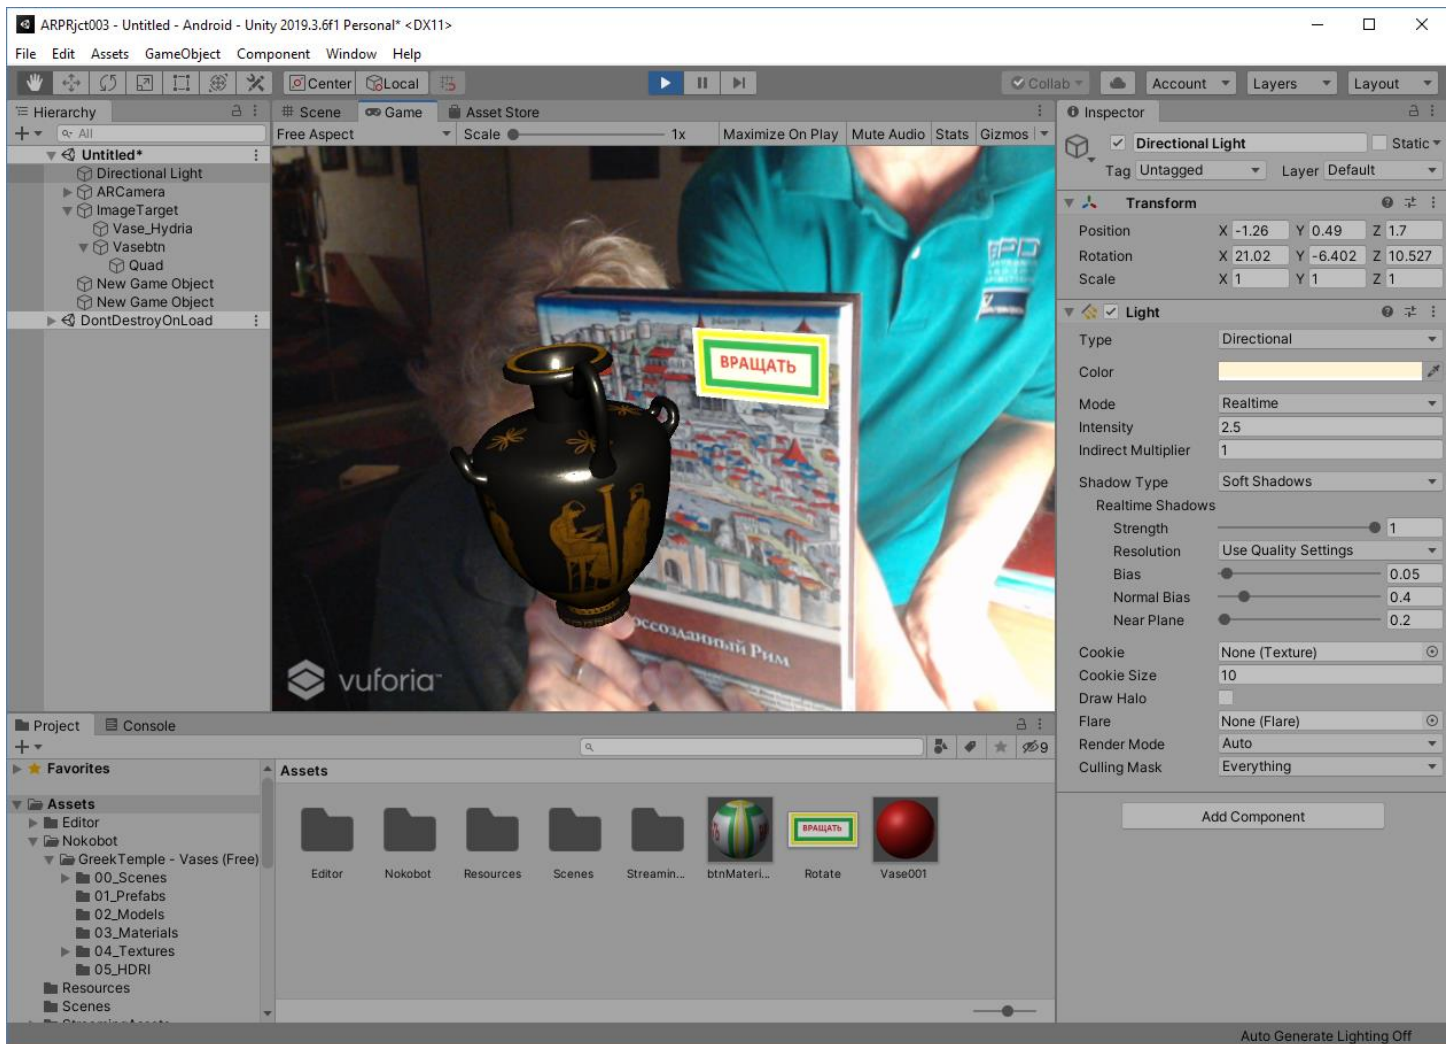 ARPRjct003 - Untitled - Android - Unity 2019.3.6f1 Personal* <DX11>
File Edit Assets GameObject Component Window Help
Center Local Collab Account Layers Layout
Hierarchy
All
Untitled*
Directional Light
ARCamera
ImageTarget
Vase_Hydria
Vasebtn
Quad
New Game Object
New Game Object
DontDestroyOnLoad
Scene Game Asset Store
Free Aspect Scale 1x Maximize On Play Mute Audio Stats Gizmos
ВРАЩАТЬ
оссозданный Рим
vuforia
Inspector
Directional Light Static
Tag Untagged Layer Default
Transform
Position X -1.26 Y 0.49 Z 1.7
Rotation X 21.02 Y -6.402 Z 10.527
Scale X 1 Y 1 Z 1
Light
Type Directional
Color
Mode Realtime
Intensity 2.5
Indirect Multiplier 1
Shadow Type Soft Shadows
Realtime Shadows
Strength 1
Resolution Use Quality Settings
Bias 0.05
Normal Bias 0.4
Near Plane 0.2
Cookie None (Texture)
Cookie Size 10
Draw Halo
Flare None (Flare)
Render Mode Auto
Culling Mask Everything
Add Component
Project Console
9
Favorites
Assets
Editor
Nokobot
GreekTemple - Vases (Free)
00_Scenes
01_Prefabs
02_Models
03_Materials
04_Textures
05_HDRI
Resources
Scenes
StreamingAssets
Assets
ВРАЩАТЬ
Editor Nokobot Resources Scenes Streamin... btnMateri... Rotate Vase001
Auto Generate Lighting Off